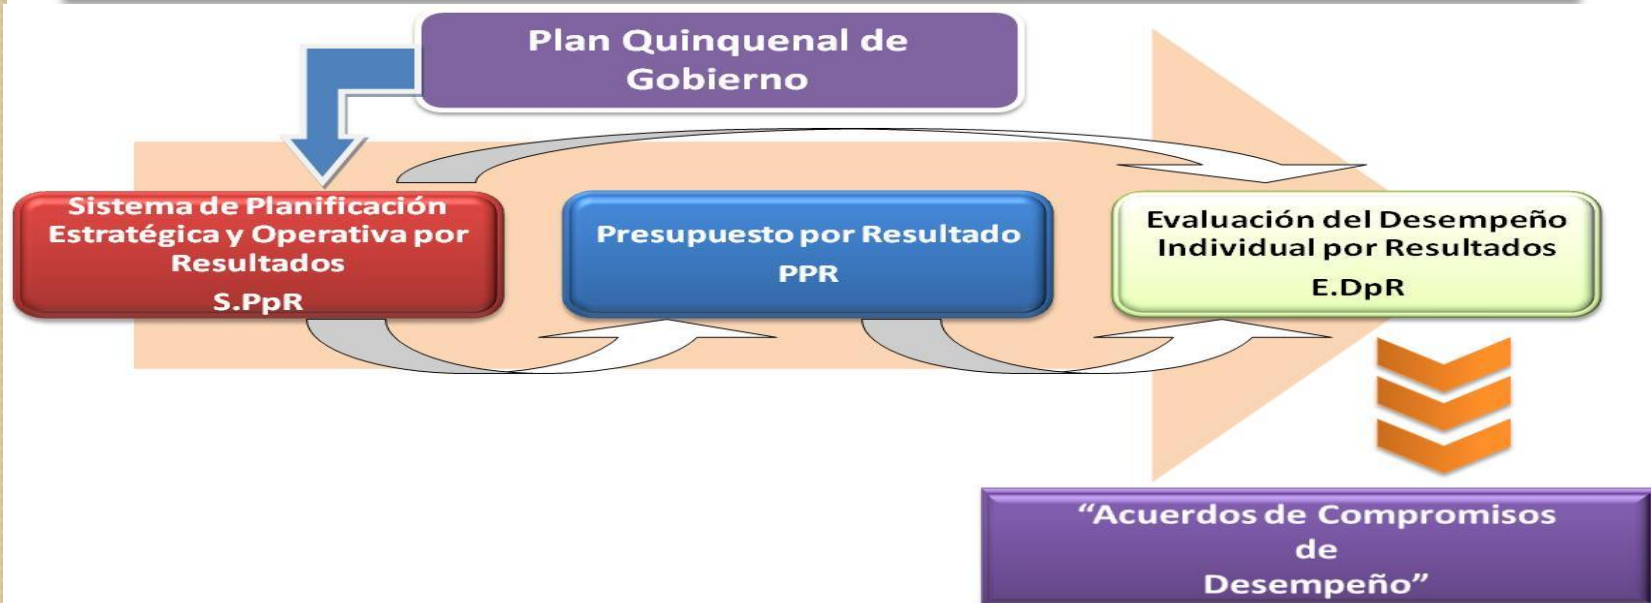 Plan Quinquenal de
Gobierno
Sistema de Planificación
Estratégica y Operativa por
Resultados
S.PpR
Presupuesto por Resultado
PPR
Evaluación del Desempeño
Individual por Resultados
E.DpR
“Acuerdos de Compromisos
de
Desempeño”